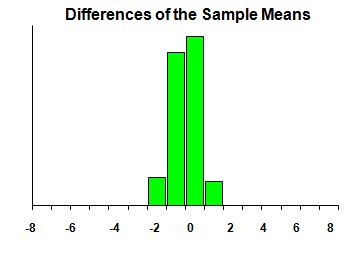 Differences of the Sample Means
-8 -6 -4 -2 0 2 4 6 8